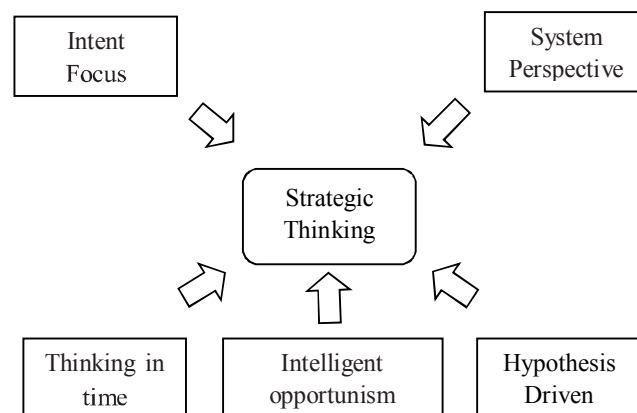 Intent
Focus
System
Perspective
Strategic
Thinking
Thinking in
time
Intelligent
opportunism
Hypothesis
Driven